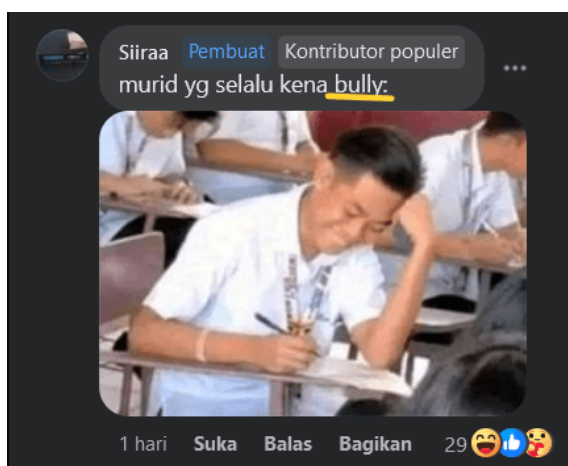 Siiraa Pembuat Kontributor populer
murid yg selalu kena bully:
1 hari Suka Balas Bagikan 29